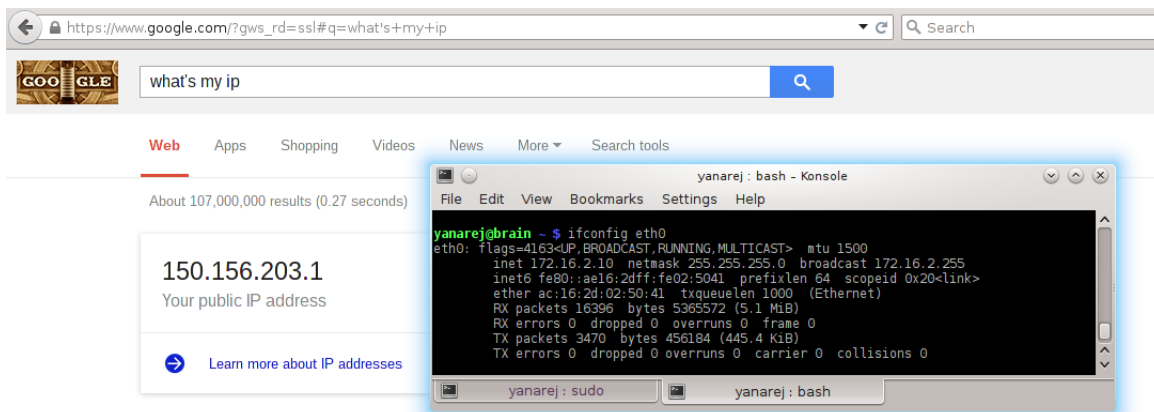 https://www.google.com/?gws_rd=ssl#q=what's+my+ip
Search
GOO GLE
what's my ip
Web Apps Shopping Videos News More Search tools
About 107,000,000 results (0.27 seconds)
150.156.203.1
Your public IP address
Learn more about IP addresses
yanarej : bash – Konsole
File Edit View Bookmarks Settings Help
yanarej@brain ~ $ ifconfig eth0
eth0: flags=4163<UP,BROADCAST,RUNNING,MULTICAST> mtu 1500
inet 172.16.2.10 netmask 255.255.255.0 broadcast 172.16.2.255
inet6 fe80::ae16:2dff:fe02:5041 prefixlen 64 scopeid 0x20<link>
ether ac:16:2d:02:50:41 txqueuelen 1000 (Ethernet)
RX packets 16396 bytes 5365572 (5.1 MiB)
RX errors 0 dropped 0 overruns 0 frame 0
TX packets 3470 bytes 456184 (445.4 KiB)
TX errors 0 dropped 0 overruns 0 carrier 0 collisions 0
yanarej : sudo
yanarej : bash